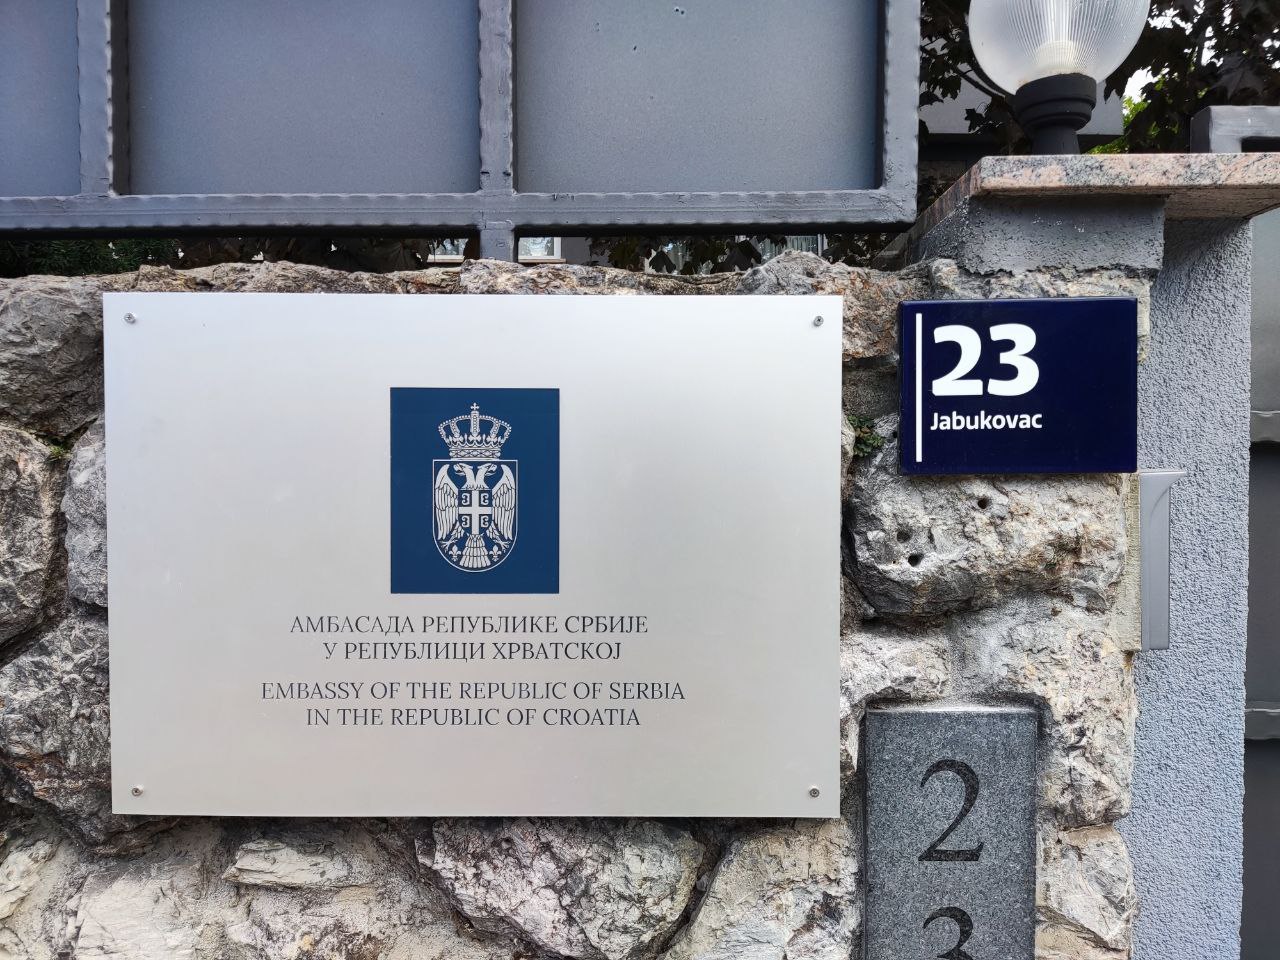 АМБАСАДА РЕПУБЛИКЕ СРБИЈЕ
У РЕПУБЛИЦИ ХРВАТСКОЈ
EMBASSY OF THE REPUBLIC OF SERBIA
IN THE REPUBLIC OF CROATIA
23
Jabukovac
2
3